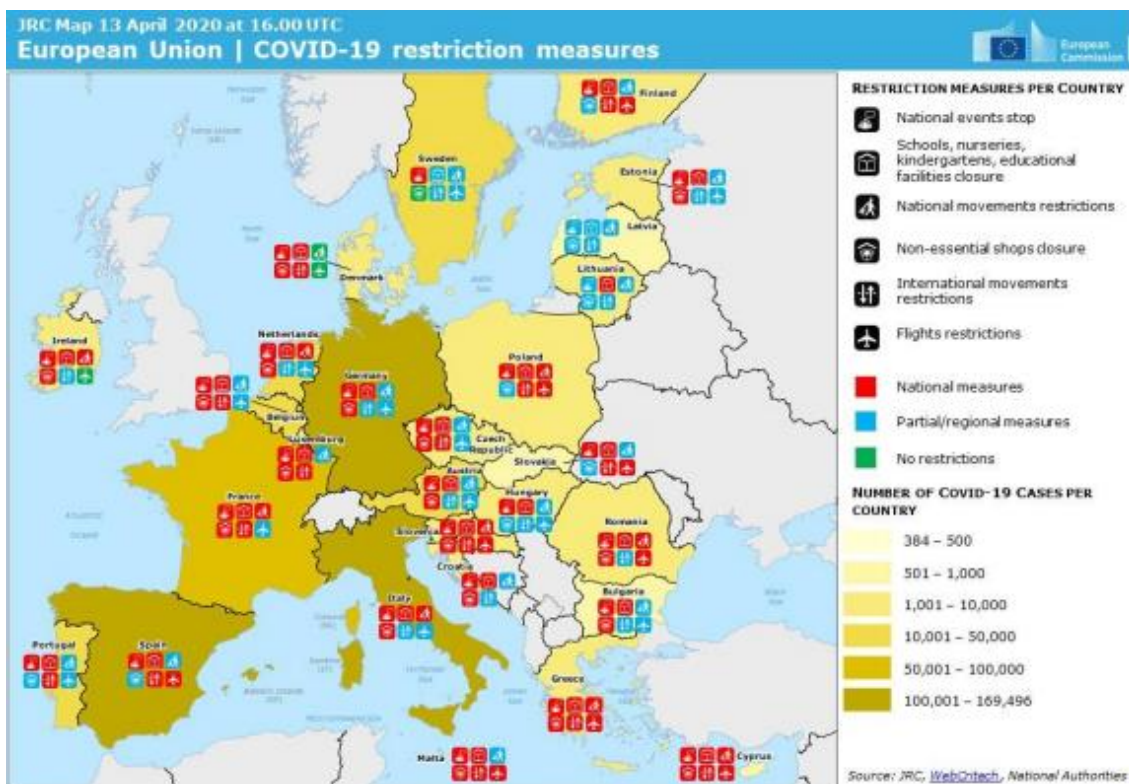 JRC Map 13 April 2020 at 16.00 UTC
European Union | COVID-19 restriction measures
European
Commission
Finland
Sweden
Estonia
Latvia
Lithuania
Denmark
Ireland
Netherlands
Germany
Poland
Belgium
Luxemburg
Czech
Republic
Slovakia
Austria
Hungary
France
Slovenia
Romania
Croatia
Italy
Bulgaria
Portugal
Spain
Greece
Malta
Cyprus
RESTRICTION MEASURES PER COUNTRY
National events stop
Schools, nurseries,
kindergartens, educational
facilities closure
National movements restrictions
Non-essential shops closure
International movements
restrictions
Flights restrictions
National measures
Partial/regional measures
No restrictions
NUMBER OF COVID-19 CASES PER
COUNTRY
384 – 500
501 – 1,000
1,001 – 10,000
10,001 – 50,000
50,001 – 100,000
100,001 – 169,496
Source: JRC, WebCritech, National Authorities